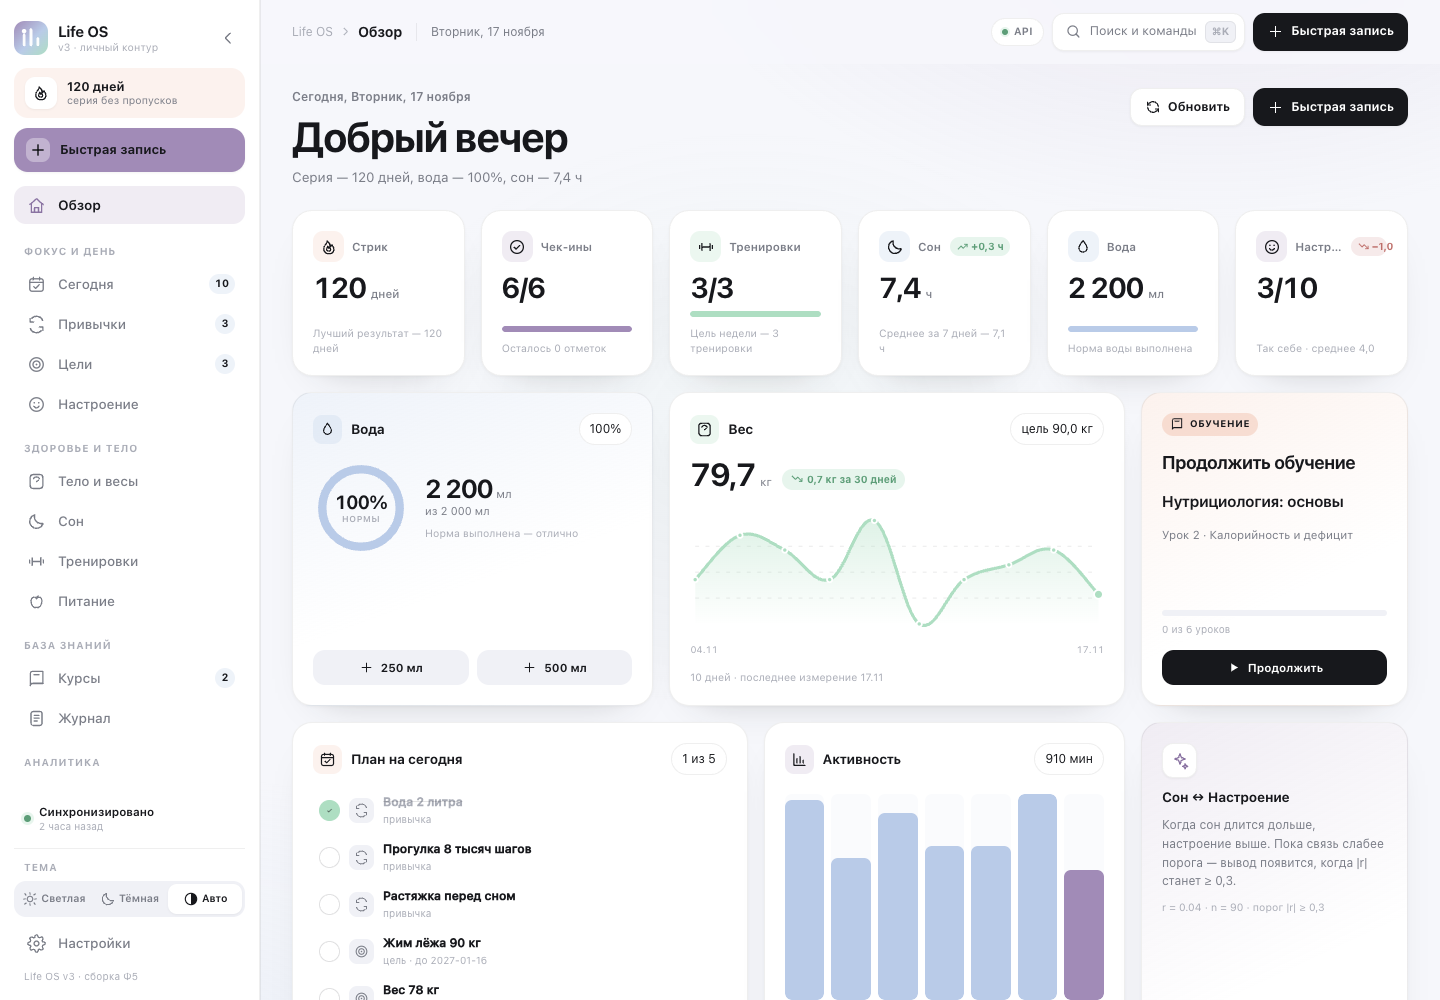 Life OS
v3 · личный контур
120 дней
серия без пропусков
Быстрая запись
Обзор
ФОКУС И ДЕНЬ
Сегодня 10
Привычки 3
Цели 3
Настроение
ЗДОРОВЬЕ И ТЕЛО
Тело и весы
Сон
Тренировки
Питание
БАЗА ЗНАНИЙ
Курсы 2
Журнал
АНАЛИТИКА
Синхронизировано
2 часа назад
ТЕМА
Светлая Тёмная Авто
Настройки
Life OS v3 · сборка Ф5
Life OS Обзор Вторник, 17 ноября
API
Поиск и команды ⌘K
Быстрая запись
Сегодня, Вторник, 17 ноября
Добрый вечер
Серия — 120 дней, вода — 100%, сон — 7,4 ч
Обновить
Быстрая запись
Стрик
120 дней
Лучший результат — 120
дней
Чек-ины
6/6
Осталось 0 отметок
Тренировки
3/3
Цель недели — 3
тренировки
Сон +0,3 ч
7,4 ч
Среднее за 7 дней — 7,1
ч
Вода
2 200 мл
Норма воды выполнена
Настр... −1,0
3/10
Так себе · среднее 4,0
Вода 100%
100%
НОРМЫ
2 200 мл
из 2 000 мл
Норма выполнена — отлично
250 мл
500 мл
Вес цель 90,0 кг
79,7 кг 0,7 кг за 30 дней
04.11 17.11
10 дней · последнее измерение 17.11
ОБУЧЕНИЕ
Продолжить обучение
Нутрициология: основы
Урок 2 · Калорийность и дефицит
0 из 6 уроков
Продолжить
План на сегодня 1 из 5
Вода 2 литра
привычка
Прогулка 8 тысяч шагов
привычка
Растяжка перед сном
привычка
Жим лёжа 90 кг
цель · до 2027-01-16
Вес 78 кг
Активность 910 мин
Сон ↔ Настроение
Когда сон длится дольше,
настроение выше. Пока связь слабее
порога — вывод появится, когда |r|
станет ≥ 0,3.
r = 0.04 · n = 90 · порог |r| ≥ 0,3